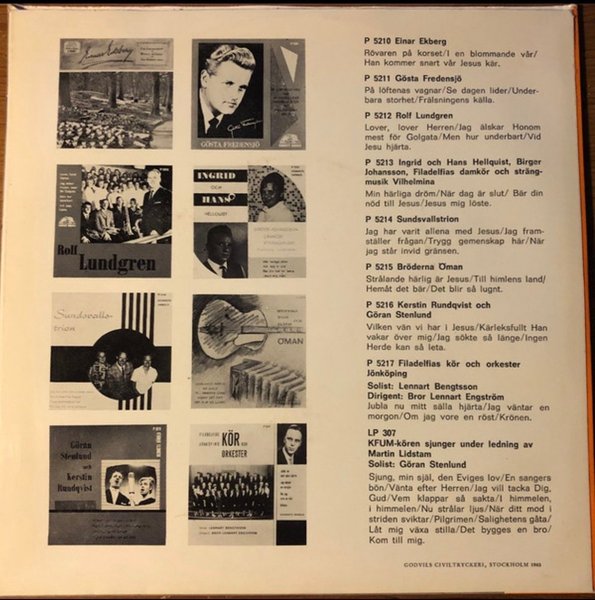 Einar Ekberg
GÖSTA FREDENSJÖ
Rolf
Lundgren
INGRID
OCH
HANS
HELLQUIST
Sundsvalls-
trion
ÖMAN
Göran
Stenlund
och
Kerstin
Rundqvist
KÖR
och
ORKESTER
P 5210 Einar Ekberg
Rövaren på korset/I en blommande vår/
Han kommer snart vår Jesus kär.
P 5211 Gösta Fredensjö
På löftenas vagnar/Se dagen lider/Under-
bara storhet/Frälsningens källa.
P 5212 Rolf Lundgren
Lover, lover Herren/Jag älskar Honom
mest för Golgata/Men hur underbart/Vid
Jesu hjärta.
P 5213 Ingrid och Hans Hellquist, Birger
Johansson, Filadelfias damkör och sträng-
musik Vilhelmina
Min härliga dröm/När dag är slut/ Bär din
nöd till Jesus/Jesus mig löste.
P 5214 Sundsvallstrion
Jag har varit allena med Jesus/Jag fram-
ställer frågan/Trygg gemenskap här/När
jag står invid gränsen.
P 5215 Bröderna Öman
Strålande härlig är Jesus/Till himlens land/
Hemåt det bär/Det blir så lugnt.
P 5216 Kerstin Rundqvist och
Göran Stenlund
Vilken vän vi har i Jesus/Kärleksfullt Han
vakar över mig/Jag sökte så länge/Ingen
Herde kan så leta.
P 5217 Filadelfias kör och orkester
Jönköping
Solist: Lennart Bengtsson
Dirigent: Bror Lennart Engström
Jubla nu mitt sälla hjärta/Jag väntar en
morgon/Om jag vore en röst/Krönen.
LP 307
KFUM-kören sjunger under ledning av
Martin Lidstam
Solist: Göran Stenlund
Sjung, min själ, den Eviges lov/En sangers
bön/Vänta efter Herren/Jag vill tacka Dig,
Gud/Vem klappar så sakta/I himmelen,
i himmelen/Nu strålar ljus/När ditt mod i
striden sviktar/Pilgrimen/Salighetens gåta/
Låt mig växa stilla/Det bygges en bro/
Kom till mig.
GODVILS CIVILTRYCKERI, STOCKHOLM 1963